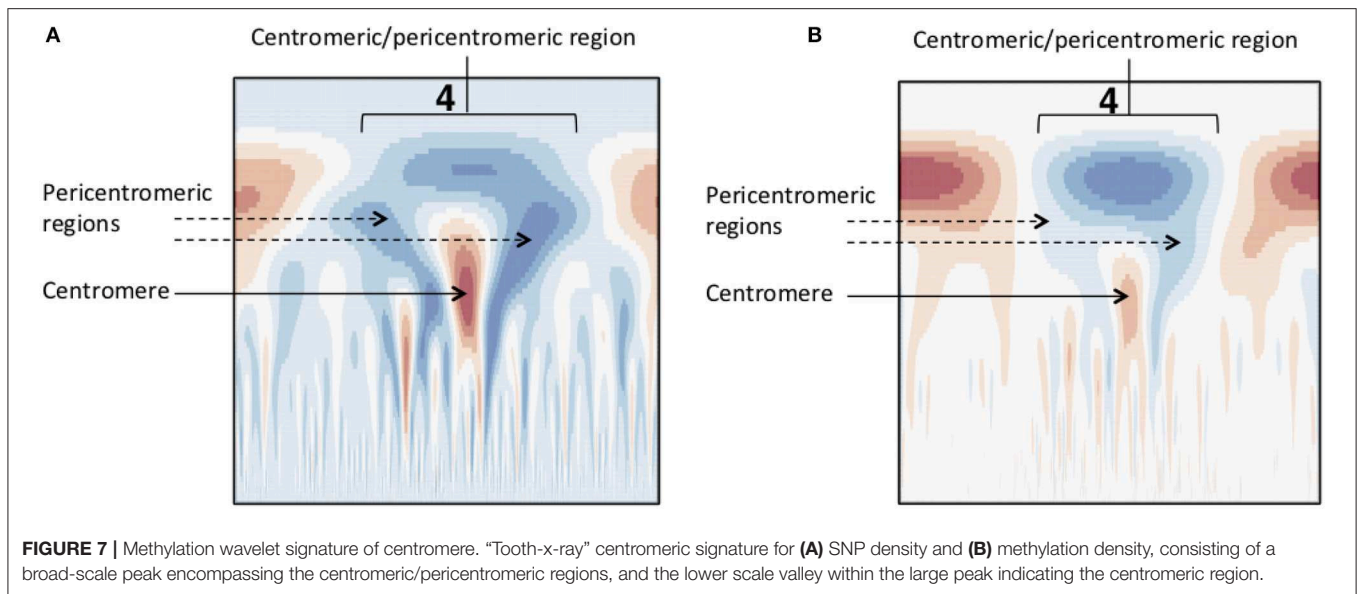 A
Centromeric/pericentromeric region
4
Pericentromeric
regions
Centromere
B
Centromeric/pericentromeric region
4
Pericentromeric
regions
Centromere
FIGURE 7 | Methylation wavelet signature of centromere. “Tooth-x-ray” centromeric signature for (A) SNP density and (B) methylation density, consisting of a
broad-scale peak encompassing the centromeric/pericentromeric regions, and the lower scale valley within the large peak indicating the centromeric region.